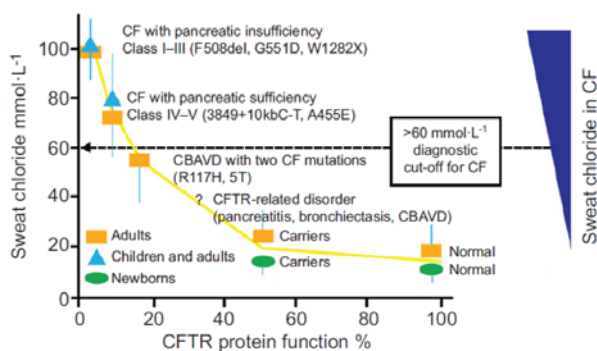 CF with pancreatic insufficiency
Class I–III (F508del, G551D, W1282X)
CF with pancreatic sufficiency
Class IV–V (3849+10kbC-T, A455E)
>60 mmol·L-1
diagnostic
cut-off for CF
CBAVD with two CF mutations
(R117H, 5T)
? CFTR-related disorder
(pancreatitis, bronchiectasis, CBAVD)
Adults
Children and adults
Newborns
Carriers
Carriers
Normal
Normal
Sweat chloride mmol·L-1
100
80
60
40
20
0
0
20
40
60
80
100
CFTR protein function %
Sweat chloride in CF